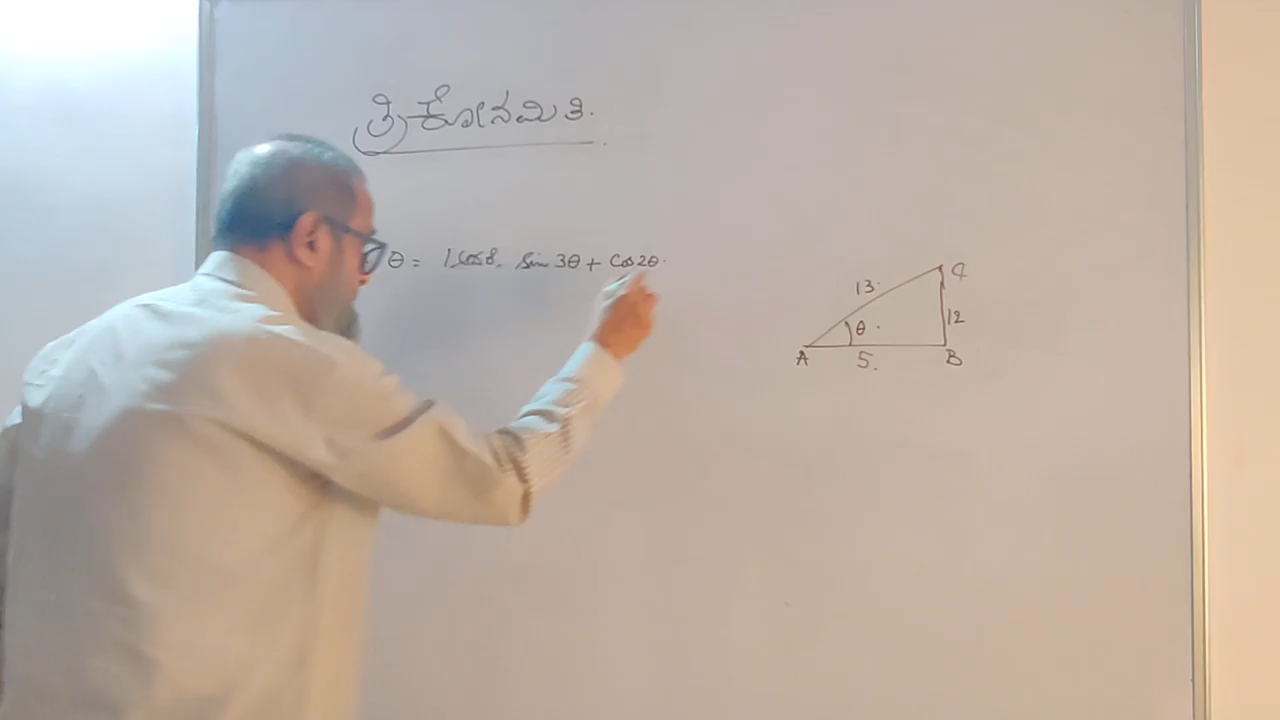 ತ್ರಿಕೋನಮಿತಿ.
θ = sin 3θ + cos 2θ.
13.
C
12
θ.
A
5.
B